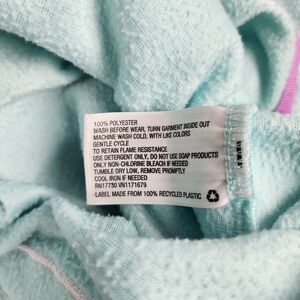 100% POLYESTER
WASH BEFORE WEAR, TURN GARMENT INSIDE OUT
MACHINE WASH COLD, WITH LIKE COLORS
GENTLE CYCLE
TO RETAIN FLAME RESISTANCE
USE DETERGENT ONLY, DO NOT USE SOAP PRODUCTS
ONLY NON-CHLORINE BLEACH IF NEEDED
TUMBLE DRY LOW, REMOVE PROMPTLY
COOL IRON IF NEEDED
RN17730 VN1171679
LABEL MADE FROM 100% RECYCLED PLASTIC